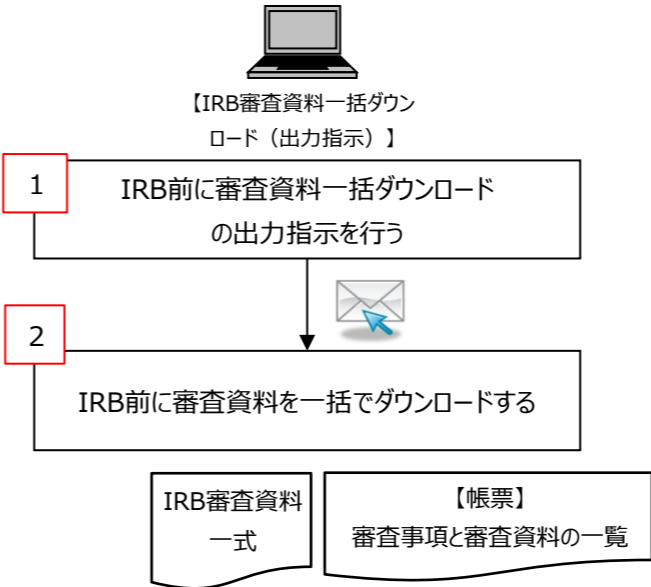 【IRB審査資料一括ダウン
ロード（出力指示）】
1
IRB前に審査資料一括ダウンロード
の出力指示を行う
2
IRB前に審査資料を一括でダウンロードする
IRB審査資料
一式
【帳票】
審査事項と審査資料の一覧